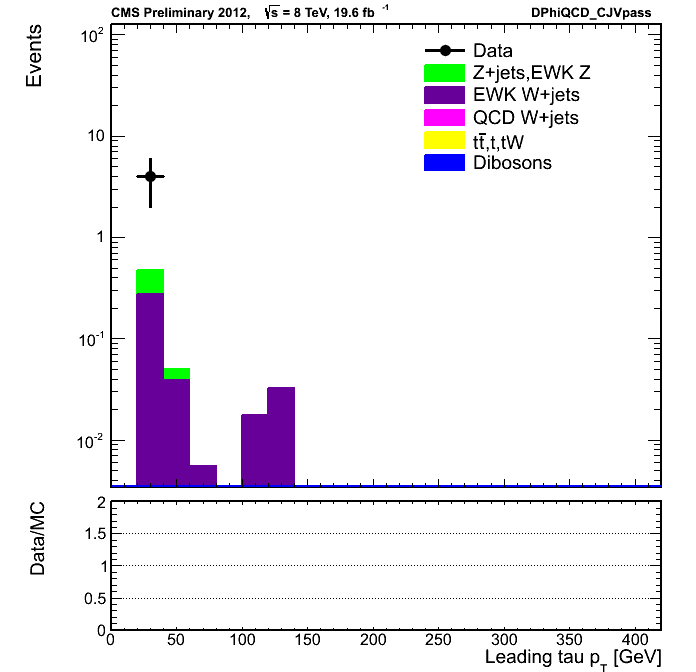 CMS Preliminary 2012, √s = 8 TeV, 19.6 fb⁻¹ DPhiQCD_CJVpass
Events
10²
10
1
10⁻¹
10⁻²
Data
Z+jets,EWK Z
EWK W+jets
QCD W+jets
tt̄,t,tW
Dibosons
Data/MC
2
1.5
1
0.5
0
0 50 100 150 200 250 300 350 400
Leading tau p_T [GeV]